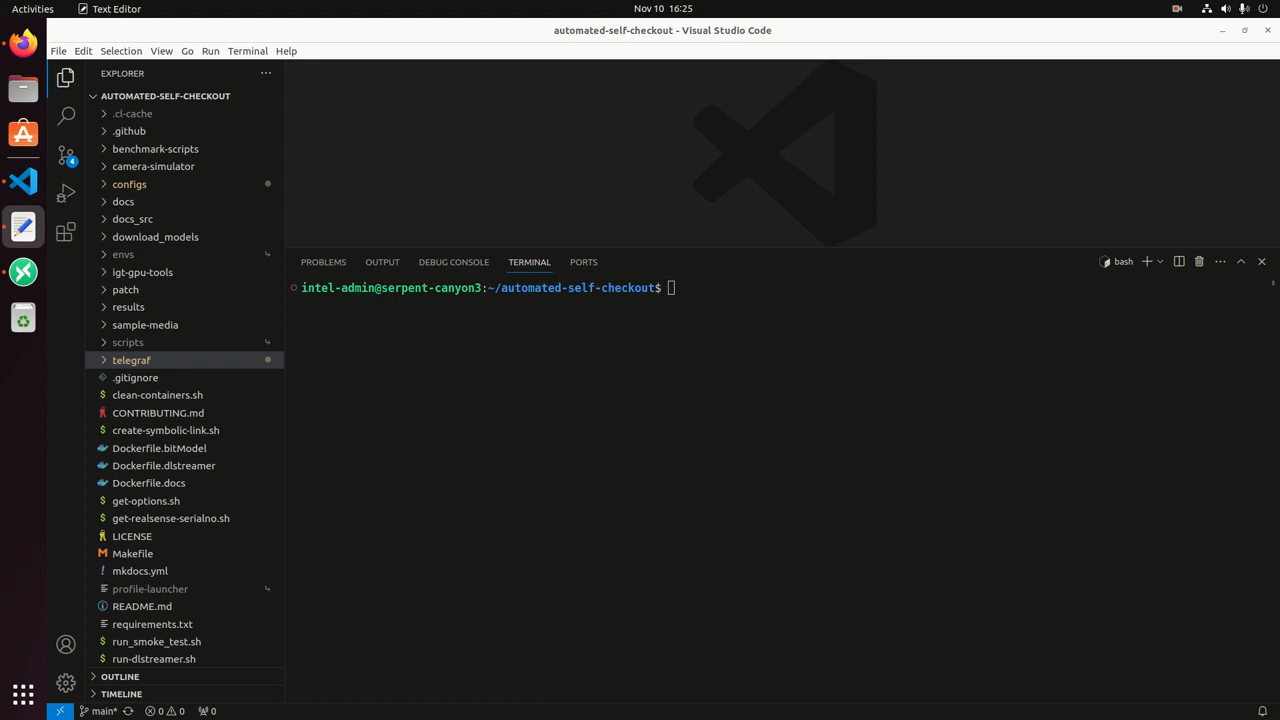 Activities
Text Editor
Nov 10 16:25
automated-self-checkout - Visual Studio Code
File Edit Selection View Go Run Terminal Help
EXPLORER
AUTOMATED-SELF-CHECKOUT
.cl-cache
.github
benchmark-scripts
camera-simulator
configs
docs
docs_src
download_models
envs
igt-gpu-tools
patch
results
sample-media
scripts
telegraf
.gitignore
clean-containers.sh
CONTRIBUTING.md
create-symbolic-link.sh
Dockerfile.bitModel
Dockerfile.dlstreamer
Dockerfile.docs
get-options.sh
get-realsense-serialno.sh
LICENSE
Makefile
mkdocs.yml
profile-launcher
README.md
requirements.txt
run_smoke_test.sh
run-dlstreamer.sh
OUTLINE
TIMELINE
4
PROBLEMS OUTPUT DEBUG CONSOLE TERMINAL PORTS
bash
intel-admin@serpent-canyon3:~/automated-self-checkout$
main* 0 0 0